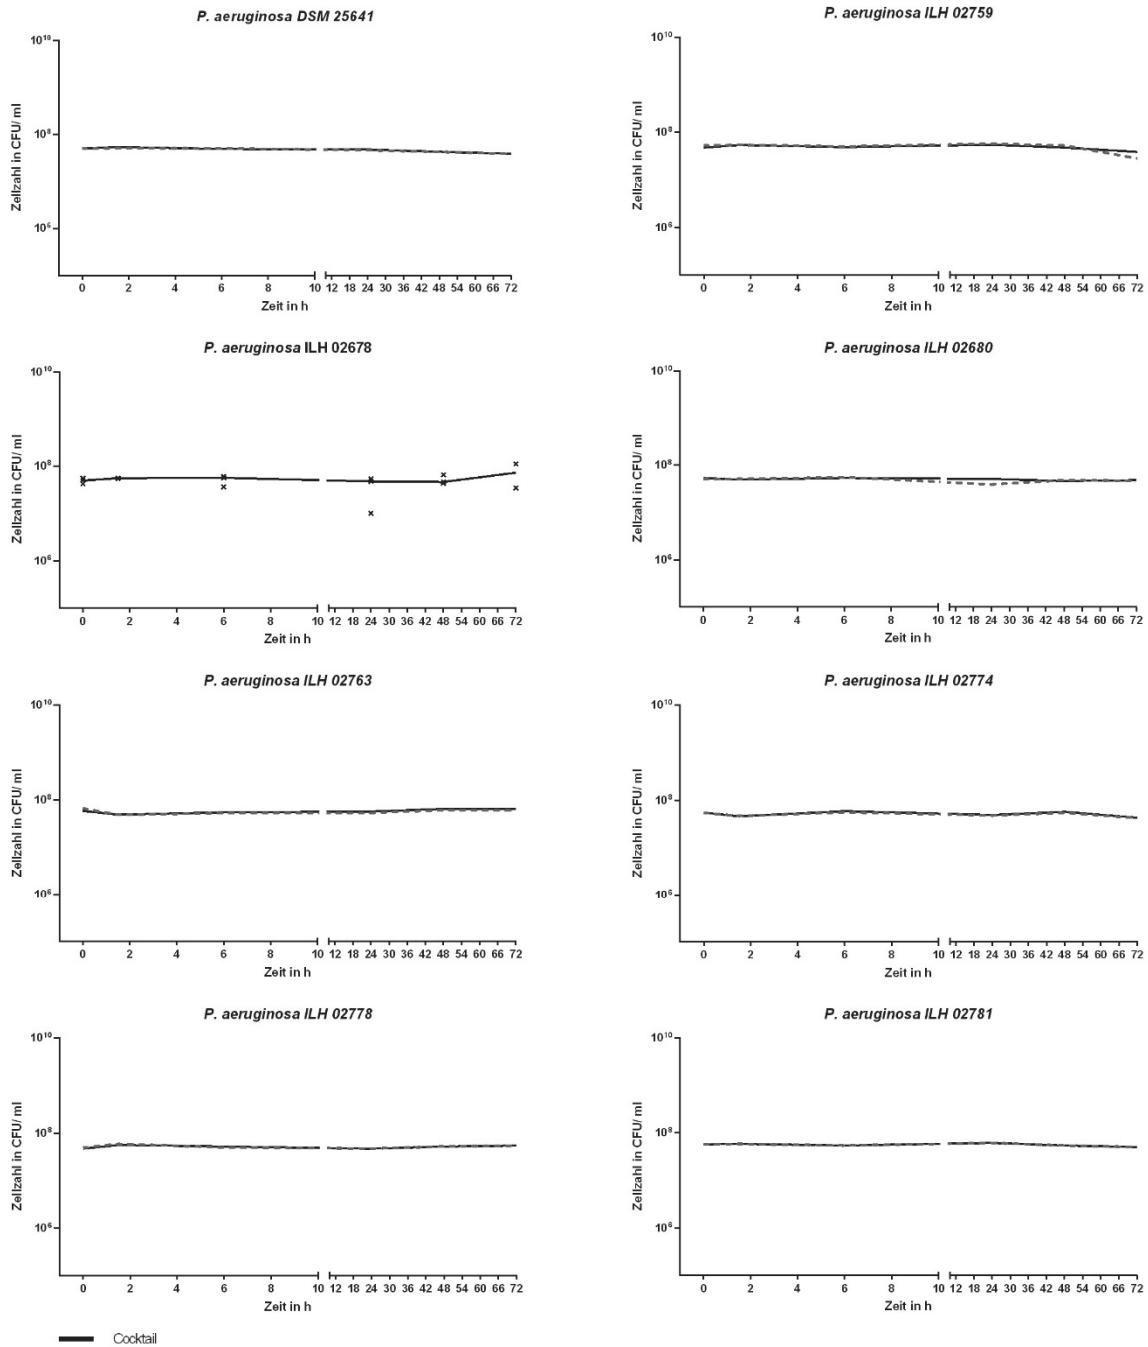 P. aeruginosa DSM 25641
10¹⁰
10⁸
10⁶
Zellzahl in CFU/ ml
0 2 4 6 8 10 12 18 24 30 36 42 48 54 60 66 72
Zeit in h
P. aeruginosa ILH 02759
10¹⁰
10⁸
10⁶
Zellzahl in CFU/ ml
0 2 4 6 8 10 12 18 24 30 36 42 48 54 60 66 72
Zeit in h
P. aeruginosa ILH 02678
10¹⁰
10⁸
10⁶
Zellzahl in CFU/ ml
0 2 4 6 8 10 12 18 24 30 36 42 48 54 60 66 72
Zeit in h
P. aeruginosa ILH 02680
10¹⁰
10⁸
10⁶
Zellzahl in CFU/ ml
0 2 4 6 8 10 12 18 24 30 36 42 48 54 60 66 72
Zeit in h
P. aeruginosa ILH 02763
10¹⁰
10⁸
10⁶
Zellzahl in CFU/ ml
0 2 4 6 8 10 12 18 24 30 36 42 48 54 60 66 72
Zeit in h
P. aeruginosa ILH 02774
10¹⁰
10⁸
10⁶
Zellzahl in CFU/ ml
0 2 4 6 8 10 12 18 24 30 36 42 48 54 60 66 72
Zeit in h
P. aeruginosa ILH 02778
10¹⁰
10⁸
10⁶
Zellzahl in CFU/ ml
0 2 4 6 8 10 12 18 24 30 36 42 48 54 60 66 72
Zeit in h
P. aeruginosa ILH 02781
10¹⁰
10⁸
10⁶
Zellzahl in CFU/ ml
0 2 4 6 8 10 12 18 24 30 36 42 48 54 60 66 72
Zeit in h
Cocktail